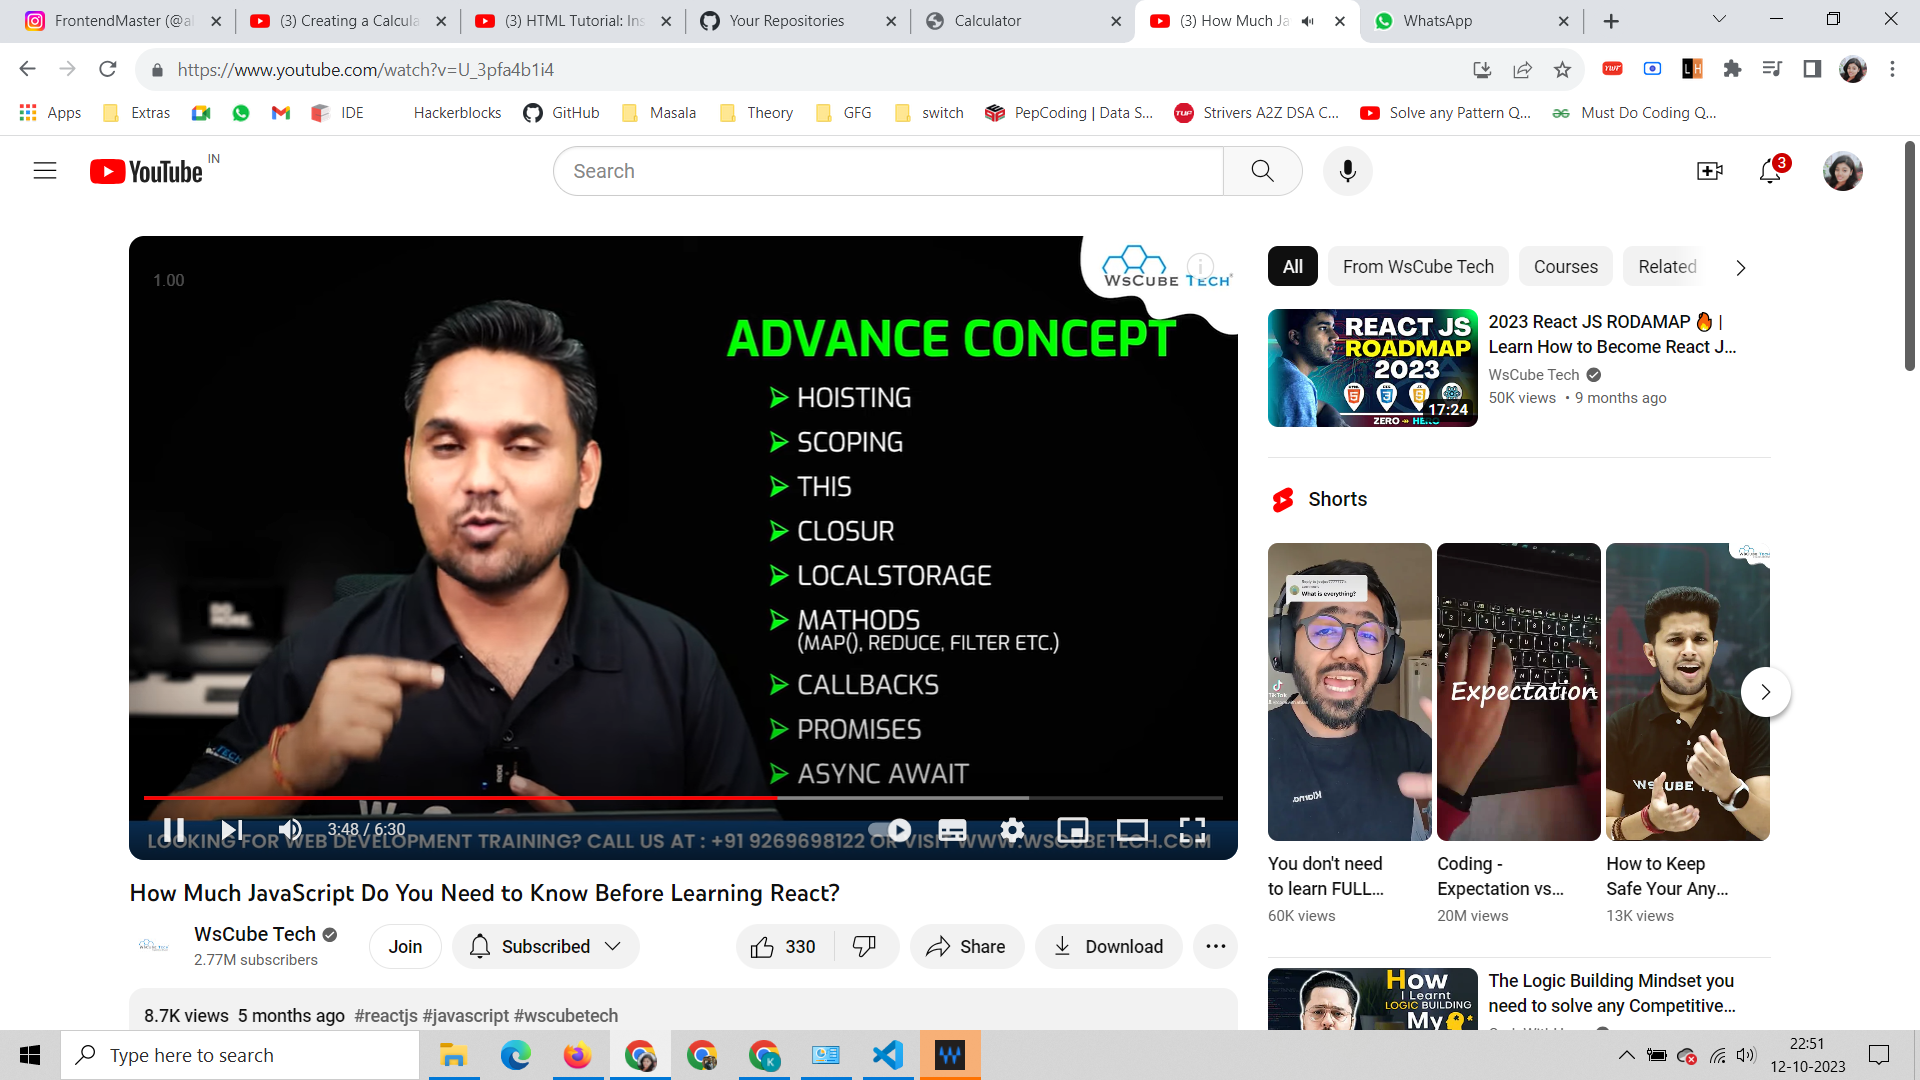 FrontendMaster (@al
(3) Creating a Calcula
(3) HTML Tutorial: Ins
Your Repositories
Calculator
(3) How Much Ja
WhatsApp
https://www.youtube.com/watch?v=U_3pfa4b1i4
Apps
Extras
IDE
Hackerblocks
GitHub
Masala
Theory
GFG
switch
PepCoding | Data S...
Strivers A2Z DSA C...
Solve any Pattern Q...
Must Do Coding Q...
YouTube IN
Search
3
1.00
WsCube Tech
ADVANCE CONCEPT
HOISTING
SCOPING
THIS
CLOSUR
LOCALSTORAGE
MATHODS
(MAP(), REDUCE, FILTER ETC.)
CALLBACKS
PROMISES
ASYNC AWAIT
3:48 / 6:30
LOOKING FOR WEB DEVELOPMENT TRAINING? CALL US AT : +91 9269698122 OR VISIT WWW.WSCUBETECH.COM
How Much JavaScript Do You Need to Know Before Learning React?
WsCube Tech
2.77M subscribers
Join
Subscribed
330
Share
Download
8.7K views 5 months ago #reactjs #javascript #wscubetech
All
From WsCube Tech
Courses
Related
REACT JS
ROADMAP
2023
ZERO
HERO
17:24
2023 React JS RODAMAP 🔥 |
Learn How to Become React J...
WsCube Tech
50K views • 9 months ago
Shorts
What is everything?
TikTok
Klarna.
Expectation
WSCUBE
You don't need
to learn FULL...
60K views
Coding -
Expectation vs...
20M views
How to Keep
Safe Your Any...
13K views
How
I Learnt
LOGIC BUILDING
My
The Logic Building Mindset you
need to solve any Competitive...
Type here to search
22:51
12-10-2023